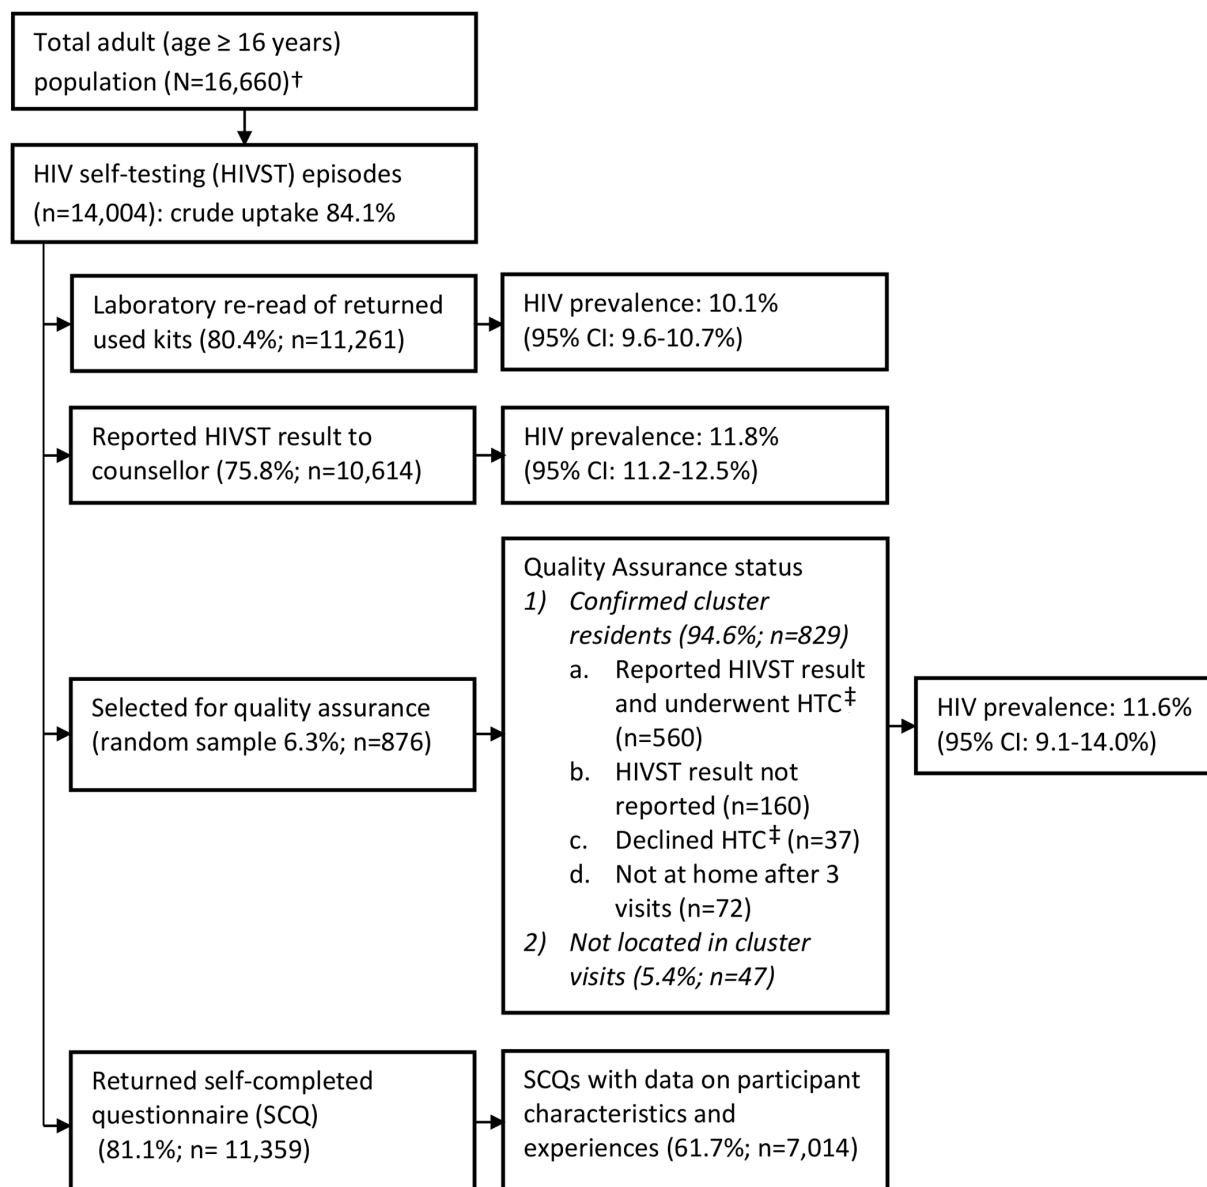 Total adult (age ≥ 16 years)
population (N=16,660)†
HIV self-testing (HIVST) episodes
(n=14,004): crude uptake 84.1%
Laboratory re-read of returned
used kits (80.4%; n=11,261)
HIV prevalence: 10.1%
(95% CI: 9.6-10.7%)
Reported HIVST result to
counsellor (75.8%; n=10,614)
HIV prevalence: 11.8%
(95% CI: 11.2-12.5%)
Selected for quality assurance
(random sample 6.3%; n=876)
Quality Assurance status
1) Confirmed cluster
residents (94.6%; n=829)
a. Reported HIVST result
and underwent HTC‡
(n=560)
b. HIVST result not
reported (n=160)
c. Declined HTC‡ (n=37)
d. Not at home after 3
visits (n=72)
2) Not located in cluster
visits (5.4%; n=47)
HIV prevalence: 11.6%
(95% CI: 9.1-14.0%)
Returned self-completed
questionnaire (SCQ)
(81.1%; n= 11,359)
SCQs with data on participant
characteristics and
experiences (61.7%; n=7,014)